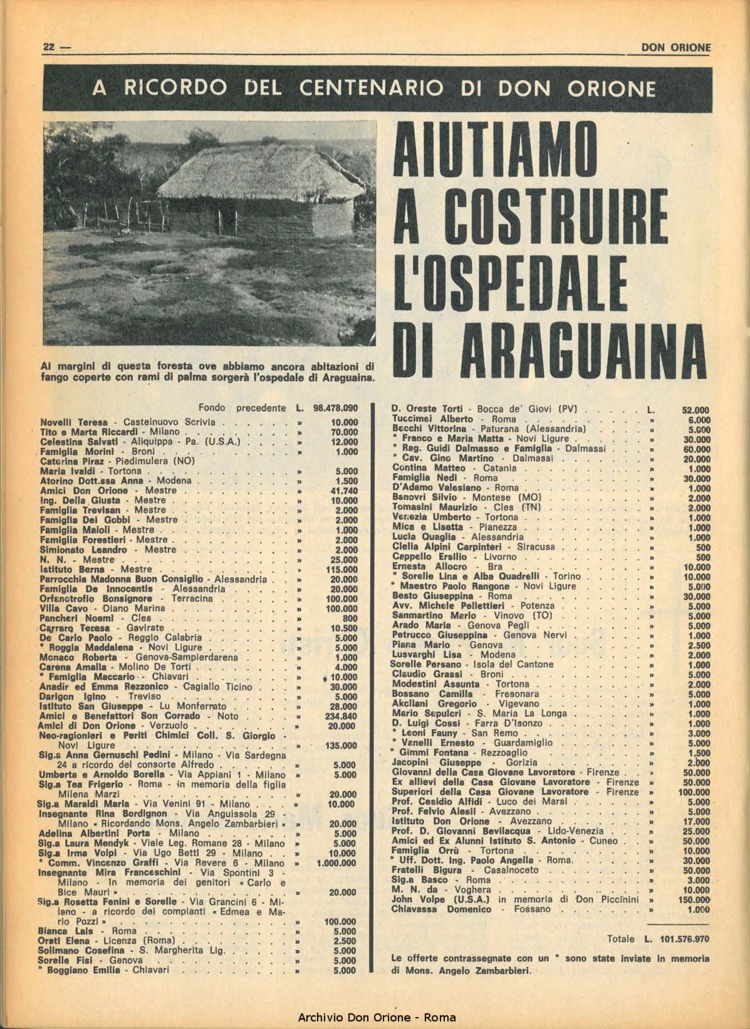 22 —
DON ORIONE
A RICORDO DEL CENTENARIO DI DON ORIONE
AIUTIAMO
A COSTRUIRE
L'OSPEDALE
DI ARAGUAINA
Ai margini di questa foresta ove abbiamo ancora abitazioni di
fango coperte con rami di palma sorgerà l'ospedale di Araguaina.
Fondo precedente L. 98.478.090
Novelli Teresa - Castelnuovo Scrivia . . . » 10.000
Tito e Marta Riccardi - Milano . . . » 70.000
Celestina Salvati - Aliquippa - Pa. (U.S.A.) . . » 12.000
Famiglia Morini - Broni . . . » 1.000
Caterina Piraz - Piedimulera (NO)
Maria Ivaldi - Tortona . . . » 5.000
Atorino Dott.ssa Anna - Modena . . . » 1.500
Amici Don Orione - Mestre . . . » 41.740
Ing. Della Giusta - Mestre . . . » 10.000
Famiglia Trevisan - Mestre . . . » 2.000
Famiglia Dei Gobbi - Mestre . . . » 2.000
Famiglia Maioli - Mestre . . . » 1.000
Famiglia Forestieri - Mestre . . . » 2.000
Simionato Leandro - Mestre . . . » 2.000
N. N. - Mestre . . . » 25.000
Istituto Berna - Mestre . . . » 115.000
Parrocchia Madonna Buon Consiglio - Alessandria » 20.000
Famiglia De Innocentis - Alessandria . . . » 20.000
Orfanotrofio Bonsignore - Terracina . . . » 100.000
Villa Cavo - Diano Marina . . . » 100.000
Pancheri Noemi - Cles . . . » 800
Carrara Teresa - Gavirate . . . » 10.500
De Carlo Paolo - Reggio Calabria . . . » 5.000
* Roggia Maddalena - Novi Ligure . . . » 5.000
Monaco Roberta - Genova-Sampierdarena . . . » 1.000
Carena Amalia - Molino De Torti . . . » 4.000
* Famiglia Maccario - Chiavari . . . » 10.000
Anadir ed Emma Rezzonico - Cagiallo Ticino . . » 30.000
Darigon Igino - Treviso . . . » 5.000
Istituto San Giuseppe - Lu Monferrato . . . » 28.000
Amici e Benefattori Son Corrado - Noto . . . » 234.840
Amici di Don Orione - Verzuolo . . . » 20.000
Neo-ragionieri e Periti Chimici Coll. S. Giorgio -
Novi Ligure . . . » 135.000
Sig.a Anna Gernuschi Pedini - Milano - Via Sardegna
24 a ricordo del consorte Alfredo . . . » 5.000
Umberta e Arnoldo Borella - Via Appiani 1 - Milano » 5.000
Sig.a Tea Frigerio - Roma - in memoria della figlia
Milena Marzi . . . » 20.000
Sig.a Maraldi Maria - Via Venini 91 - Milano . . » 10.000
Insegnante Rina Bordignon - Via Anguissola 29
Milano « Ricordando Mons. Angelo Zambarbieri » » 20.000
Adelina Albertini Porta - Milano . . . » 5.000
Sig.a Laura Mendyk - Viale Leg. Romane 28 - Milano » 5.000
Sig.a Irma Volpi - Via Ugo Betti 29 - Milano . . » 10.000
* Comm. Vincenzo Graffi - Via Revere 6 - Milano » 1.000.000
Insegnante Mira Franceschini - Via Spontini 3 -
Milano - In memoria dei genitori « Carlo e
Bice Mauri » . . . » 20.000
Sig.a Rosetta Fenini e Sorelle - Via Grancini 6 - Mi-
lano - a ricordo dei compianti « Edmea e Ma-
rio Pozzi » . . . » 100.000
Bianca Lais - Roma . . . » 5.000
Orati Elena - Licenza (Roma) . . . » 2.500
Solimano Cosefina - S. Margherita Lig. . . . » 5.000
Sorelle Fisi - Genova . . . » 5.000
* Boggiano Emilia - Chiavari . . . » 5.000
D. Oreste Torti - Bocca de' Giovi (PV) . . . L. 52.000
Tuccimei Alberto - Roma . . . » 6.000
Becchi Vittorina - Paturana (Alessandria) . . . » 5.000
* Franco e Maria Matta - Novi Ligure . . . » 30.000
* Rag. Guidi Dalmasso e Famiglia - Dalmassi . . » 60.000
* Cav. Gino Martino - Dalmassi . . . » 20.000
Contina Matteo - Catania . . . » 1.000
Famiglia Nedi - Roma . . . » 30.000
D'Adamo Valesiano - Roma . . . » 1.000
Benovri Silvio - Montese (MO) . . . » 2.000
Tomasini Maurizio - Cles (TN) . . . » 2.000
Venezia Umberto - Tortona . . . » 1.000
Mica e Lisetta - Pianezza . . . » 1.000
Lucia Quaglia - Alessandria . . . » 1.000
Clelia Alpini Carpinteri - Siracusa . . . » 500
Cappello Ersilio - Livorno . . . » 500
Ernesta Allocro - Bra . . . » 10.000
* Sorelle Lina e Alba Quadrelli - Torino . . . » 10.000
* Maestro Paolo Rangone - Novi Ligure . . . » 5.000
Besto Giuseppina - Roma . . . » 30.000
Avv. Michele Pellettieri - Potenza . . . » 5.000
Sanmartino Mario - Vinovo (TO) . . . » 5.000
Arado Maria - Genova Pegli . . . » 5.000
Petrucco Giuseppina - Genova Nervi . . . » 1.000
Piana Mario - Genova . . . » 2.500
Lusvarghi Lisa - Modena . . . » 2.000
Sorelle Persano - Isola del Cantone . . . » 1.000
Claudio Grassi - Broni . . . » 5.000
Modestini Assunta - Tortona . . . » 2.000
Bossano Camilla - Fresonara . . . » 5.000
Akcilani Gregorio - Vigevano . . . » 1.000
Mario Sepulcri - S. Maria La Longa . . . » 1.000
D. Luigi Cossi - Farra D'Isonzo . . . » 1.000
* Leoni Fauny - San Remo . . . » 3.000
* Vanelli Ernesto - Guardamiglio . . . » 5.000
* Gimmi Fontana - Rezzoaglio . . . » 1.500
Jacopini Giuseppe - Gorizia . . . » 2.000
Giovanni della Casa Giovane Lavoratore - Firenze . » 50.000
Ex allievi della Casa Giovane Lavoratore - Firenze » 50.000
Superiori della Casa Giovane Lavoratore - Firenze » 100.000
Prof. Cesidio Alfidi - Luco dei Marsi . . . » 5.000
Prof. Felvio Alesii - Avezzano . . . » 5.000
Istituto Don Orione - Avezzano . . . » 17.000
Prof. D. Giovanni Bevilacqua - Lido-Venezia . . » 25.000
Amici ed Ex Alunni Istituto S. Antonio - Cuneo . » 50.000
Famiglia Orrù - Tortona . . . » 10.000
* Uff. Dott. Ing. Paolo Angella - Roma. . . . » 30.000
Fratelli Bigura - Casalnoceto . . . » 50.000
Sig.a Basco - Roma . . . » 3.000
M. N. da - Voghera . . . » 10.000
John Volpe (U.S.A.) in memoria di Don Piccinini » 150.000
Chiavassa Domenico - Fossano . . . » 1.000
Totale L. 101.576.970
Le offerte contrassegnate con un * sono state inviate in memoria
di Mons. Angelo Zambarbieri.
Archivio Don Orione - Roma